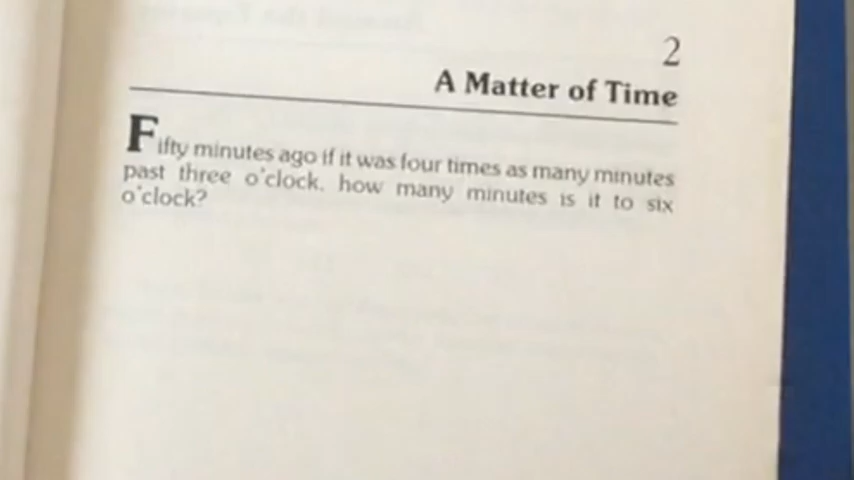 2
A Matter of Time
Fifty minutes ago if it was four times as many minutes
past three o'clock, how many minutes is it to six
o'clock?